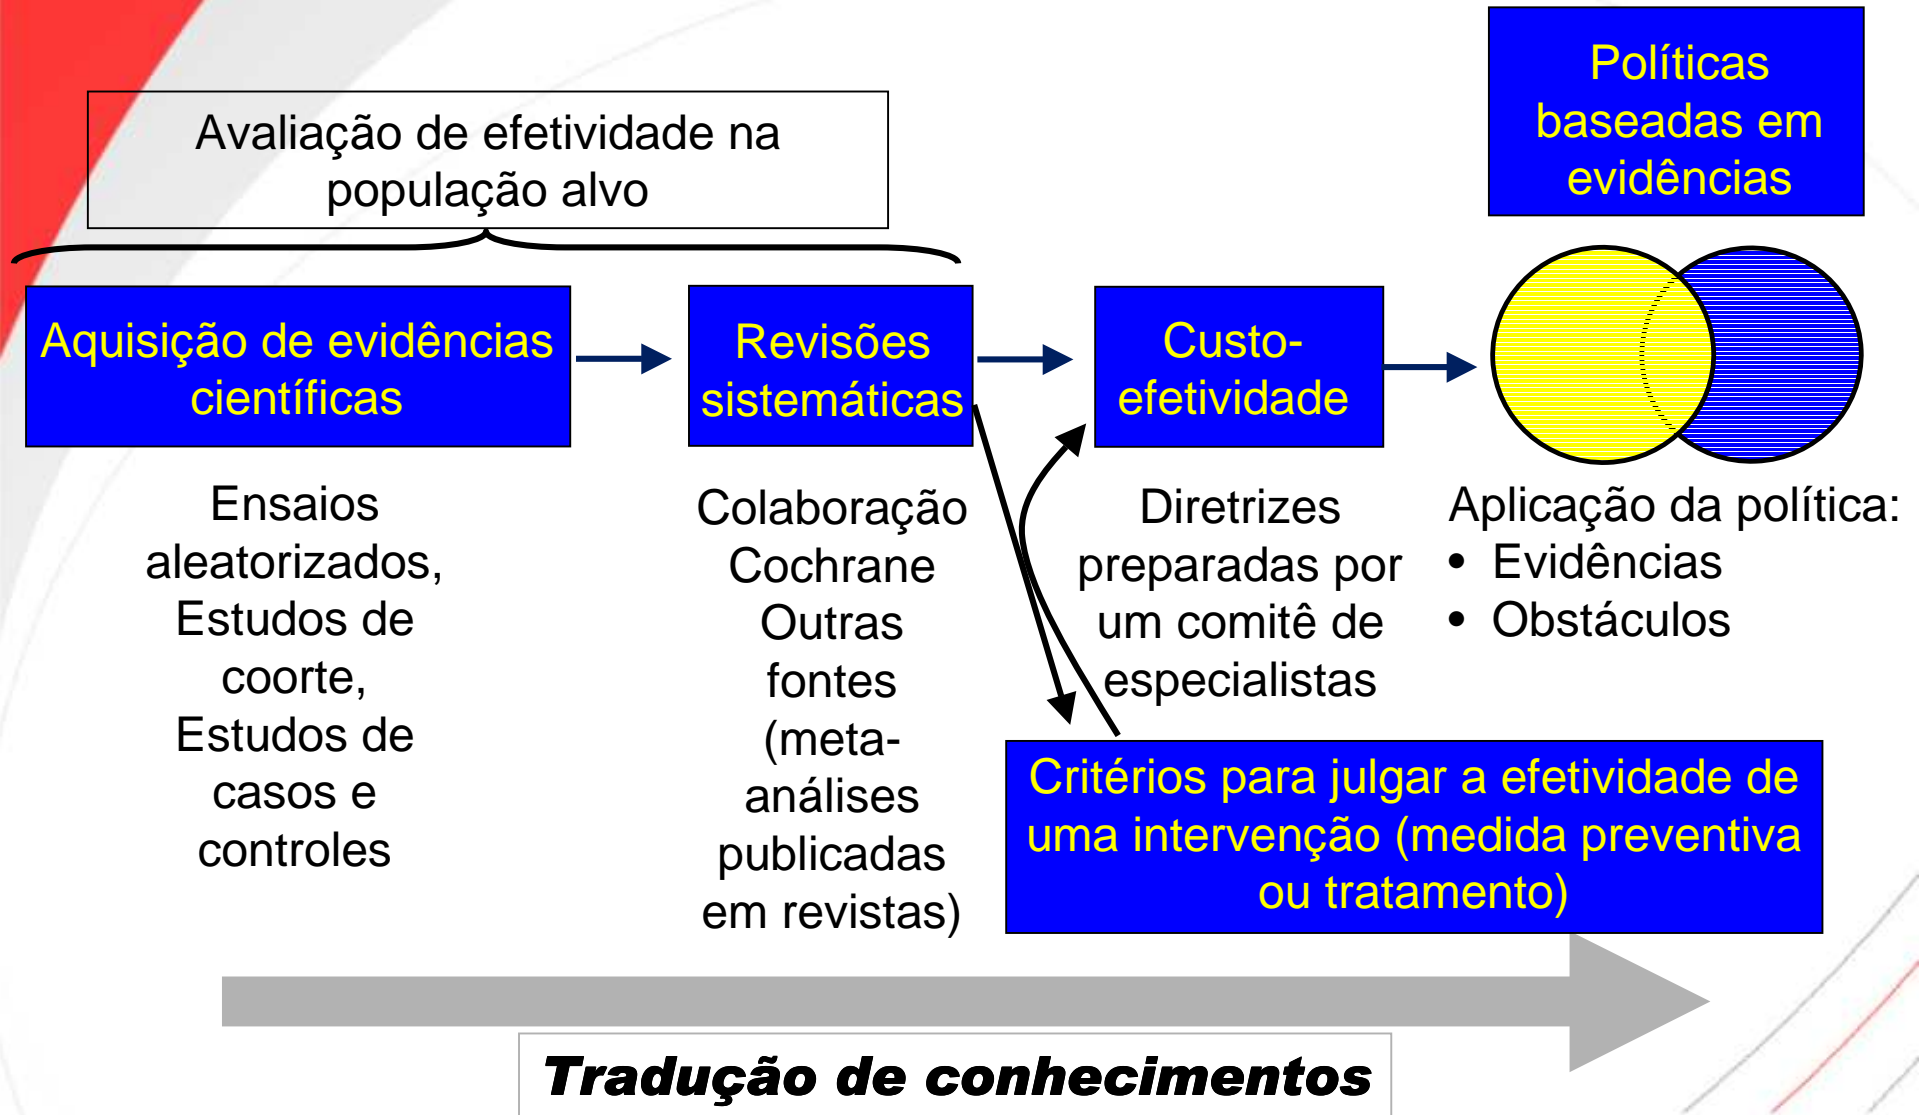 Políticas
baseadas em
evidências
Avaliação de efetividade na
população alvo
Aquisição de evidências
científicas
Revisões
sistemáticas
Custo-
efetividade
Ensaios
aleatorizados,
Estudos de
coorte,
Estudos de
casos e
controles
Colaboração
Cochrane
Outras
fontes
(meta-
análises
publicadas
em revistas)
Diretrizes
preparadas por
um comitê de
especialistas
Aplicação da política:
• Evidências
• Obstáculos
Critérios para julgar a efetividade de
uma intervenção (medida preventiva
ou tratamento)
Tradução de conhecimentos